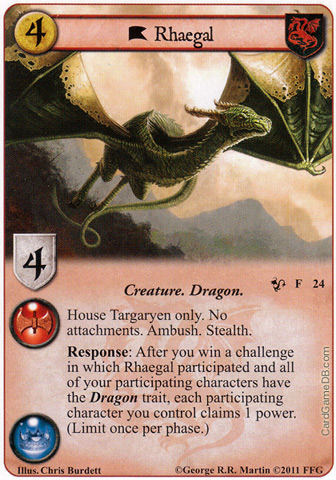 4 Rhaegal
4
Creature. Dragon.
F 24
House Targaryen only. No
attachments. Ambush. Stealth.
Response: After you win a challenge
in which Rhaegal participated and all
of your participating characters have
the Dragon trait, each participating
character you control claims 1 power.
(Limit once per phase.)
CardGameDB.com
Illus. Chris Burdett ©George R.R. Martin ©2011 FFG